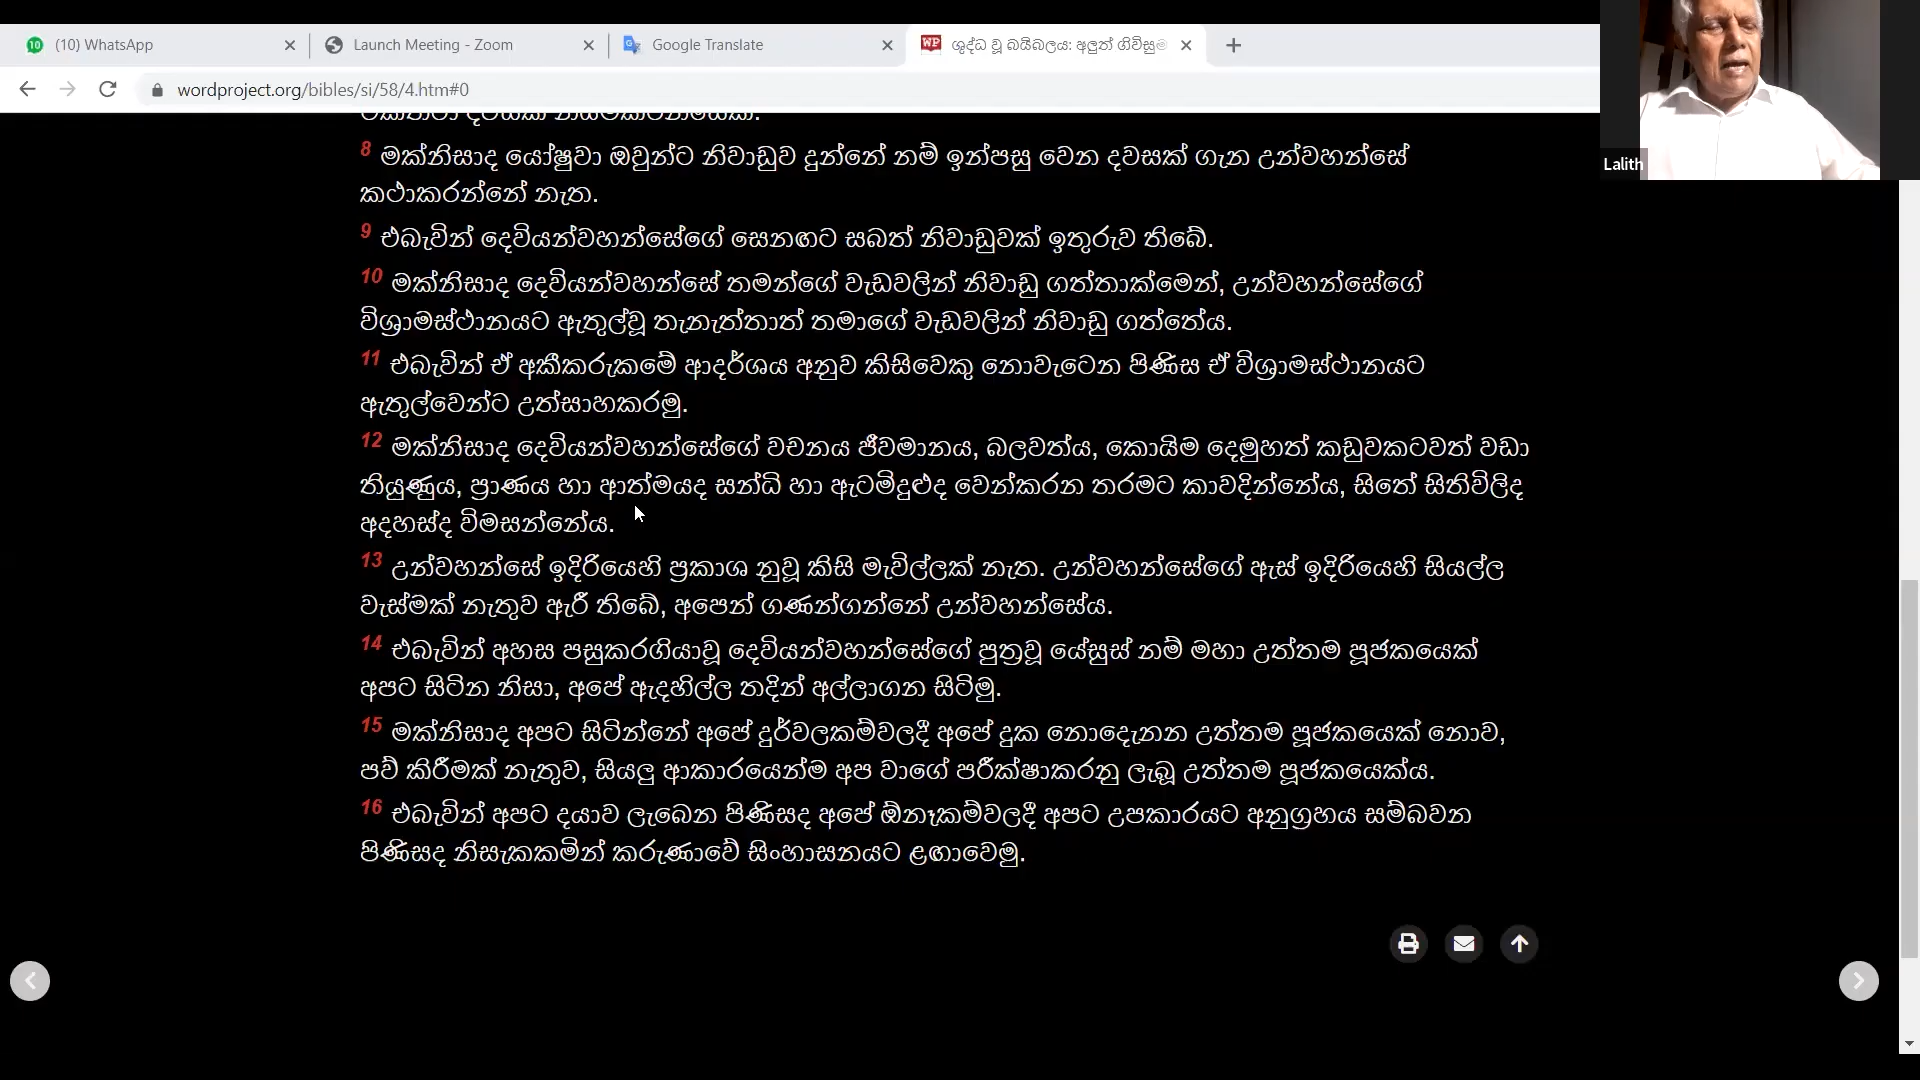 10 (10) WhatsApp
Launch Meeting - Zoom
Google Translate
WP ශුද්ධ වූ බයිබලය: අලුත් ගිවිසුම
wordproject.org/bibles/si/58/4.htm#0
Lalith
8 මක්නිසාද යෝෂුවා ඔවුන්ට නිවාඩුව දුන්නේ නම් ඉන්පසු වෙන දවසක් ගැන උන්වහන්සේ
කථාකරන්නේ නැත.
9 එබැවින් දෙවියන්වහන්සේගේ සෙනඟට සබත් නිවාඩුවක් ඉතුරුව තිබේ.
10 මක්නිසාද දෙවියන්වහන්සේ තමන්ගේ වැඩවලින් නිවාඩු ගත්තාක්මෙන්, උන්වහන්සේගේ
විශ්‍රාමස්ථානයට ඇතුල්වූ තැනැත්තාත් තමාගේ වැඩවලින් නිවාඩු ගත්තේය.
11 එබැවින් ඒ අකීකරුකමේ ආදර්ශය අනුව කිසිවෙකු නොවැටෙන පිණිස ඒ විශ්‍රාමස්ථානයට
ඇතුල්වෙන්ට උත්සාහකරමු.
12 මක්නිසාද දෙවියන්වහන්සේගේ වචනය ජීවමානය, බලවත්ය, කොයිම දෙමුහත් කඩුවකටවත් වඩා
තියුණුය, ප්‍රාණය හා ආත්මයද සන්ධි හා ඇටමිදුළුද වෙන්කරන තරමට කාවදින්නේය, සිතේ සිතිවිලිද
අදහස්ද විමසන්නේය.
13 උන්වහන්සේ ඉදිරියෙහි ප්‍රකාශ නුවූ කිසි මැවිල්ලක් නැත. උන්වහන්සේගේ ඇස් ඉදිරියෙහි සියල්ල
වැස්මක් නැතුව ඇරී තිබේ, අපෙන් ගණන්ගන්නේ උන්වහන්සේය.
14 එබැවින් අහස පසුකරගියාවූ දෙවියන්වහන්සේගේ පුත්‍රවූ යේසුස් නම් මහා උත්තම පූජකයෙක්
අපට සිටින නිසා, අපේ ඇදහිල්ල තදින් අල්ලාගන සිටිමු.
15 මක්නිසාද අපට සිටින්නේ අපේ දුර්වලකම්වලදී අපේ දුක නොදැනන උත්තම පූජකයෙක් නොව,
පව් කිරීමක් නැතුව, සියලු ආකාරයෙන්ම අප වාගේ පරීක්ෂාකරනු ලැබූ උත්තම පූජකයෙක්ය.
16 එබැවින් අපට දයාව ලැබෙන පිණිසද අපේ ඕනෑකම්වලදී අපට උපකාරයට අනුග්‍රහය සම්බවන
පිණිසද නිසැකකමින් කරුණාවේ සිංහාසනයට ළඟාවෙමු.